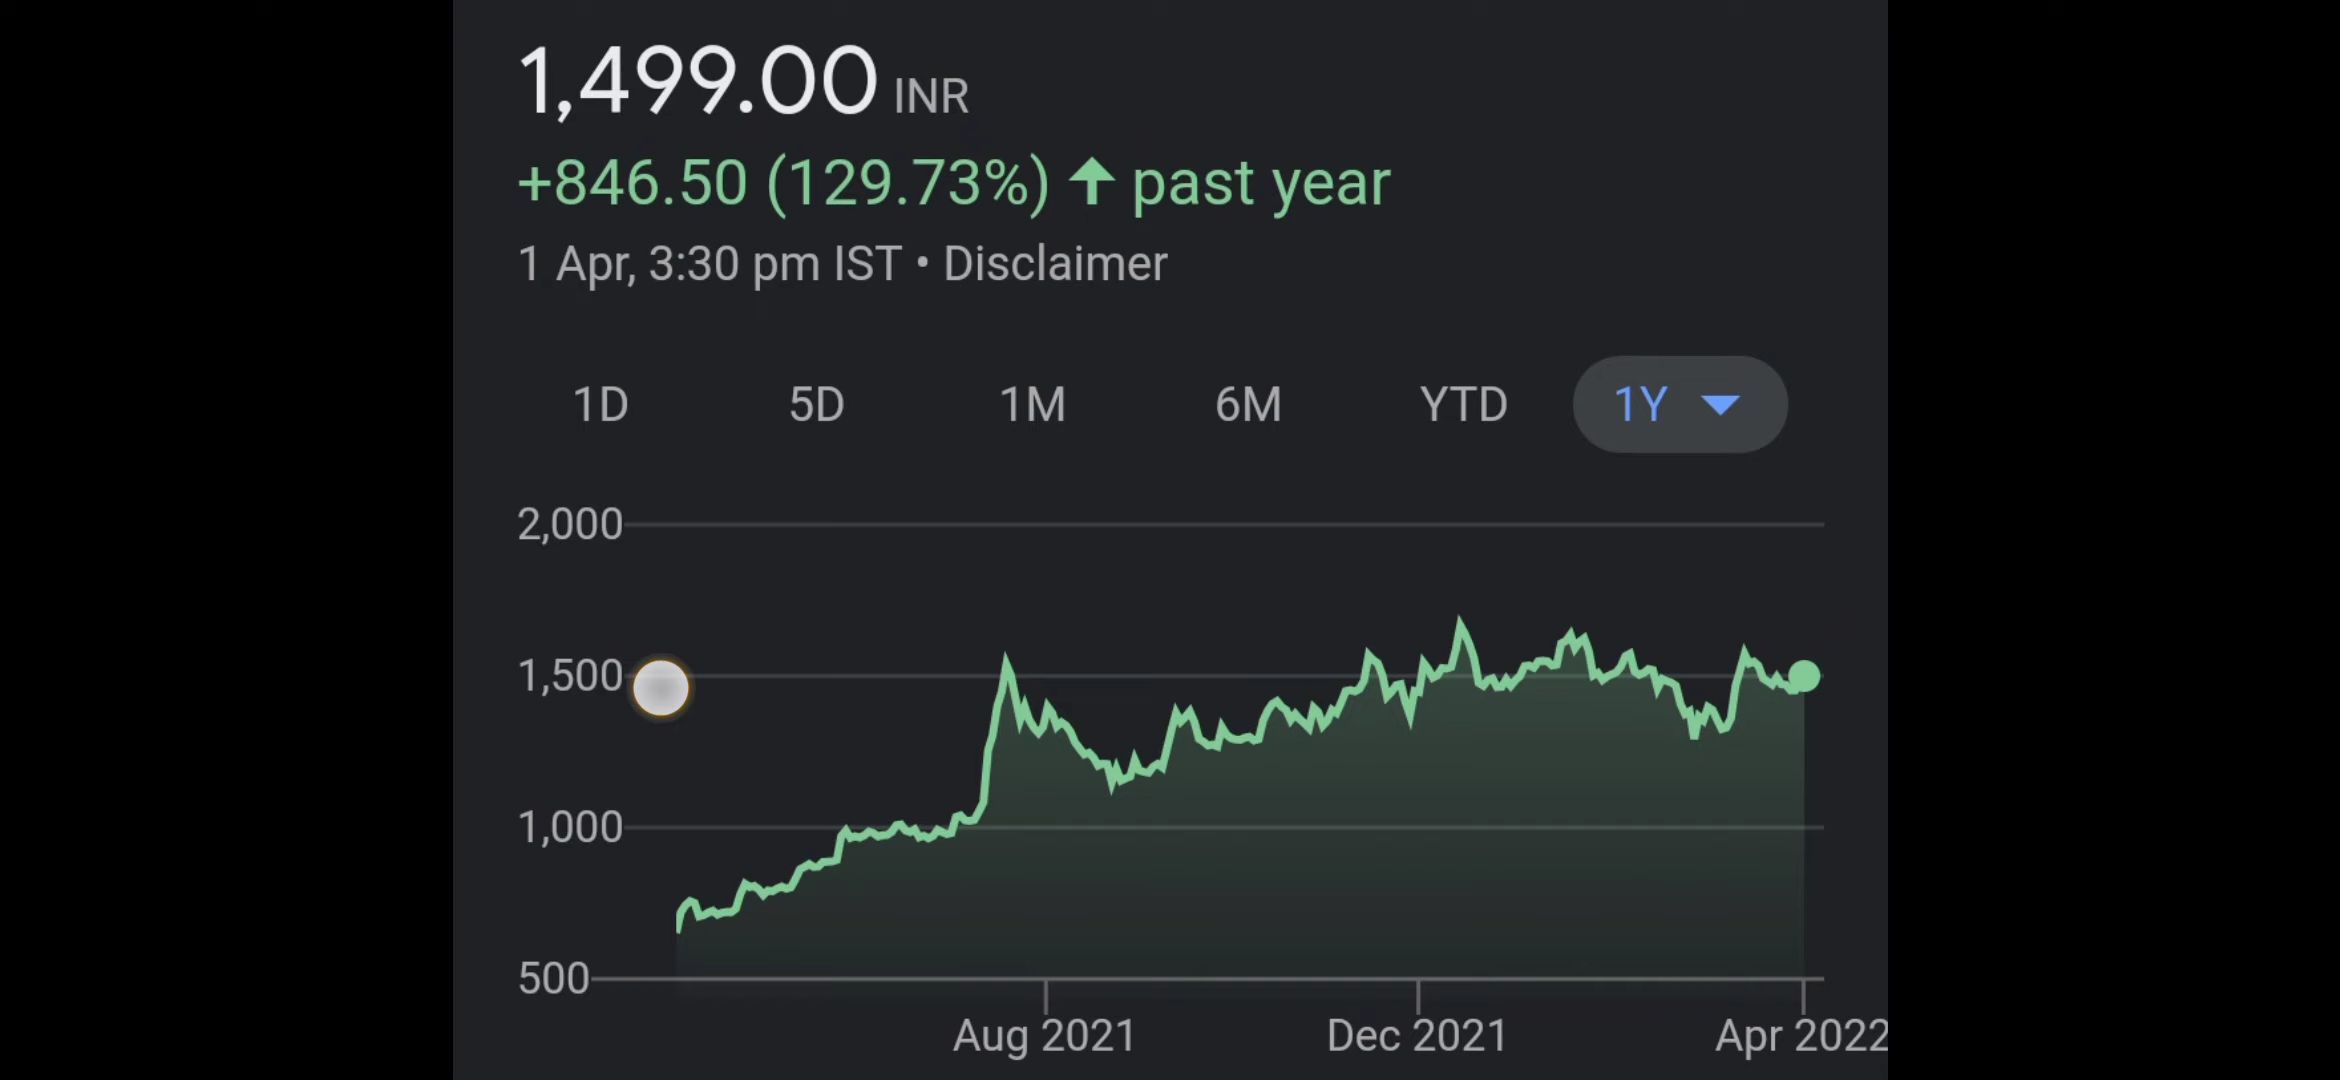 1,499.00 INR
+846.50 (129.73%) ↑ past year
1 Apr, 3:30 pm IST • Disclaimer
1D 5D 1M 6M YTD 1Y
2,000
1,500
1,000
500
Aug 2021 Dec 2021 Apr 2022